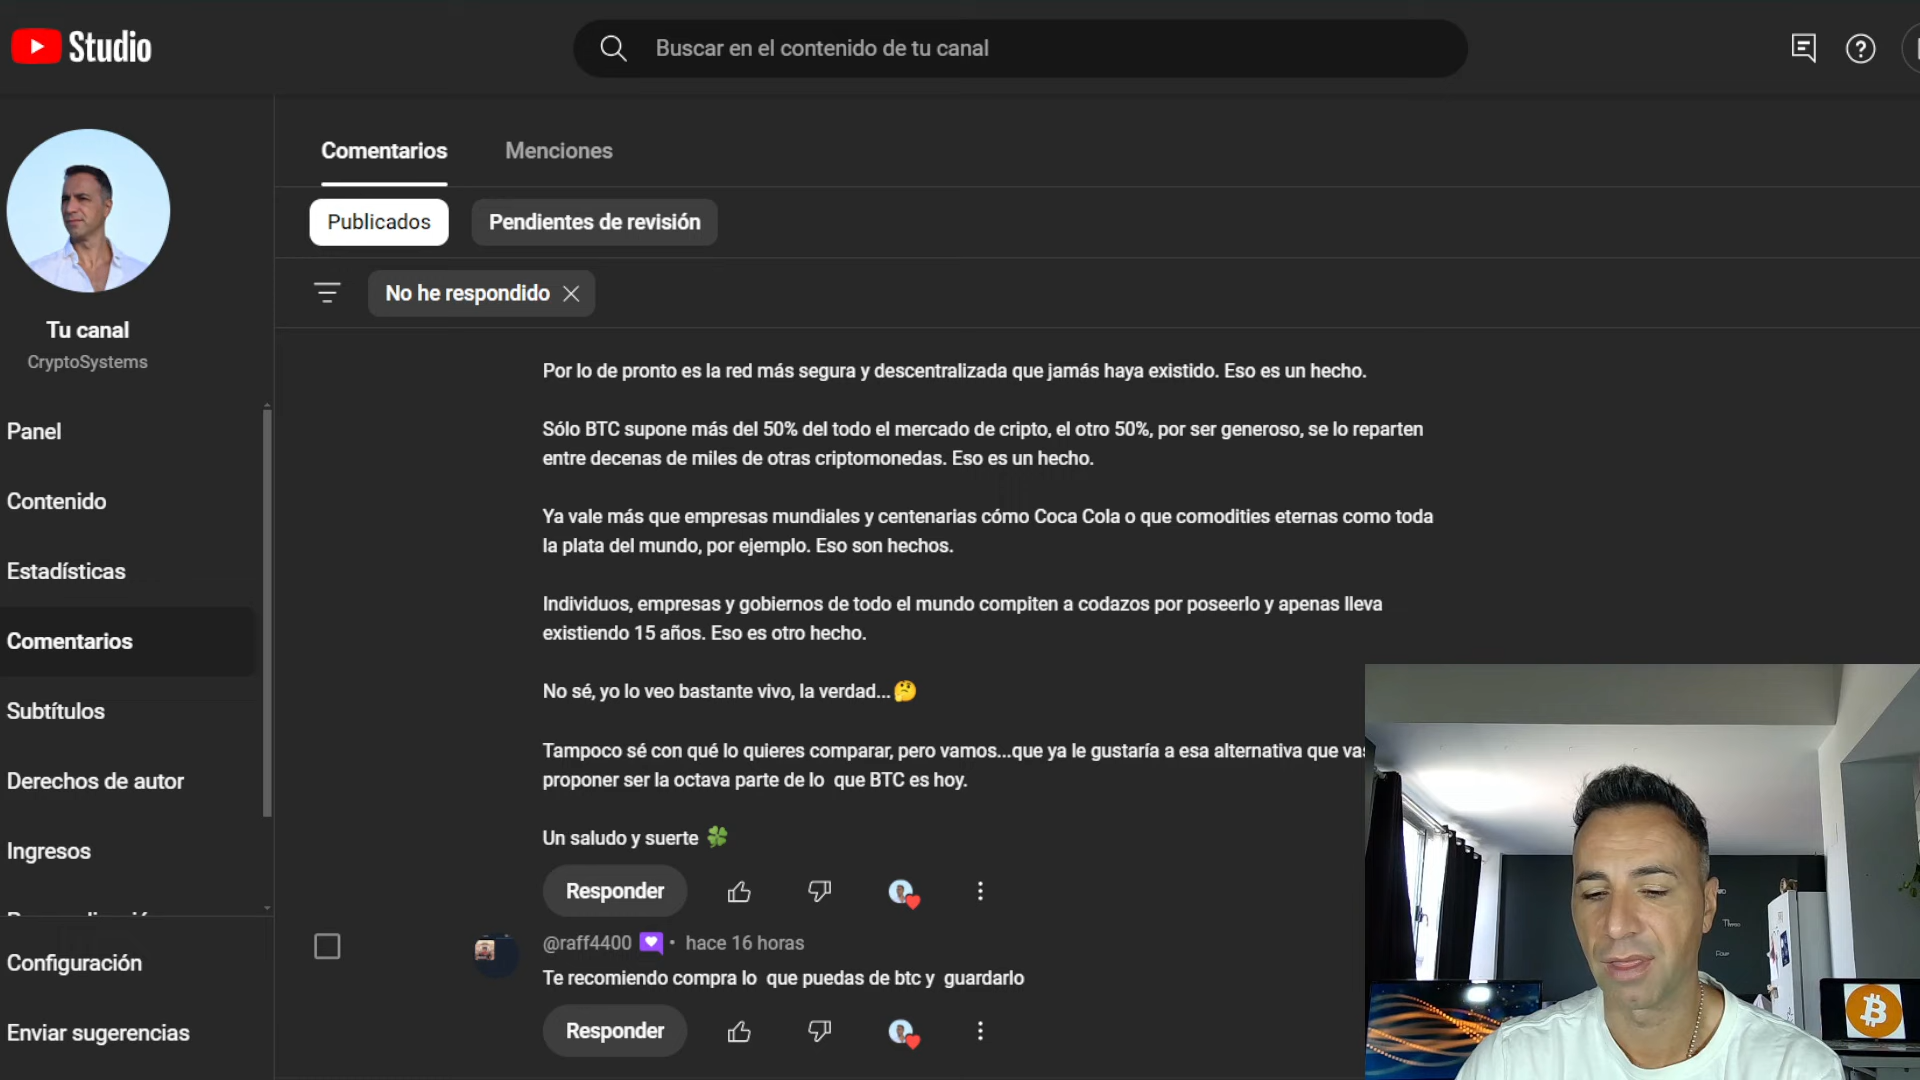 Studio
Buscar en el contenido de tu canal
Tu canal
CryptoSystems
Panel
Contenido
Estadísticas
Comentarios
Subtítulos
Derechos de autor
Ingresos
Configuración
Enviar sugerencias
Comentarios
Menciones
Publicados
Pendientes de revisión
No he respondido
Por lo de pronto es la red más segura y descentralizada que jamás haya existido. Eso es un hecho.
Sólo BTC supone más del 50% del todo el mercado de cripto, el otro 50%, por ser generoso, se lo reparten
entre decenas de miles de otras criptomonedas. Eso es un hecho.
Ya vale más que empresas mundiales y centenarias cómo Coca Cola o que comodities eternas como toda
la plata del mundo, por ejemplo. Eso son hechos.
Individuos, empresas y gobiernos de todo el mundo compiten a codazos por poseerlo y apenas lleva
existiendo 15 años. Eso es otro hecho.
No sé, yo lo veo bastante vivo, la verdad...🤔
Tampoco sé con qué lo quieres comparar, pero vamos...que ya le gustaría a esa alternativa que
proponer ser la octava parte de lo  que BTC es hoy.
Un saludo y suerte 🍀
Responder
@raff4400 • hace 16 horas
Te recomiendo compra lo  que puedas de btc y  guardarlo
Responder